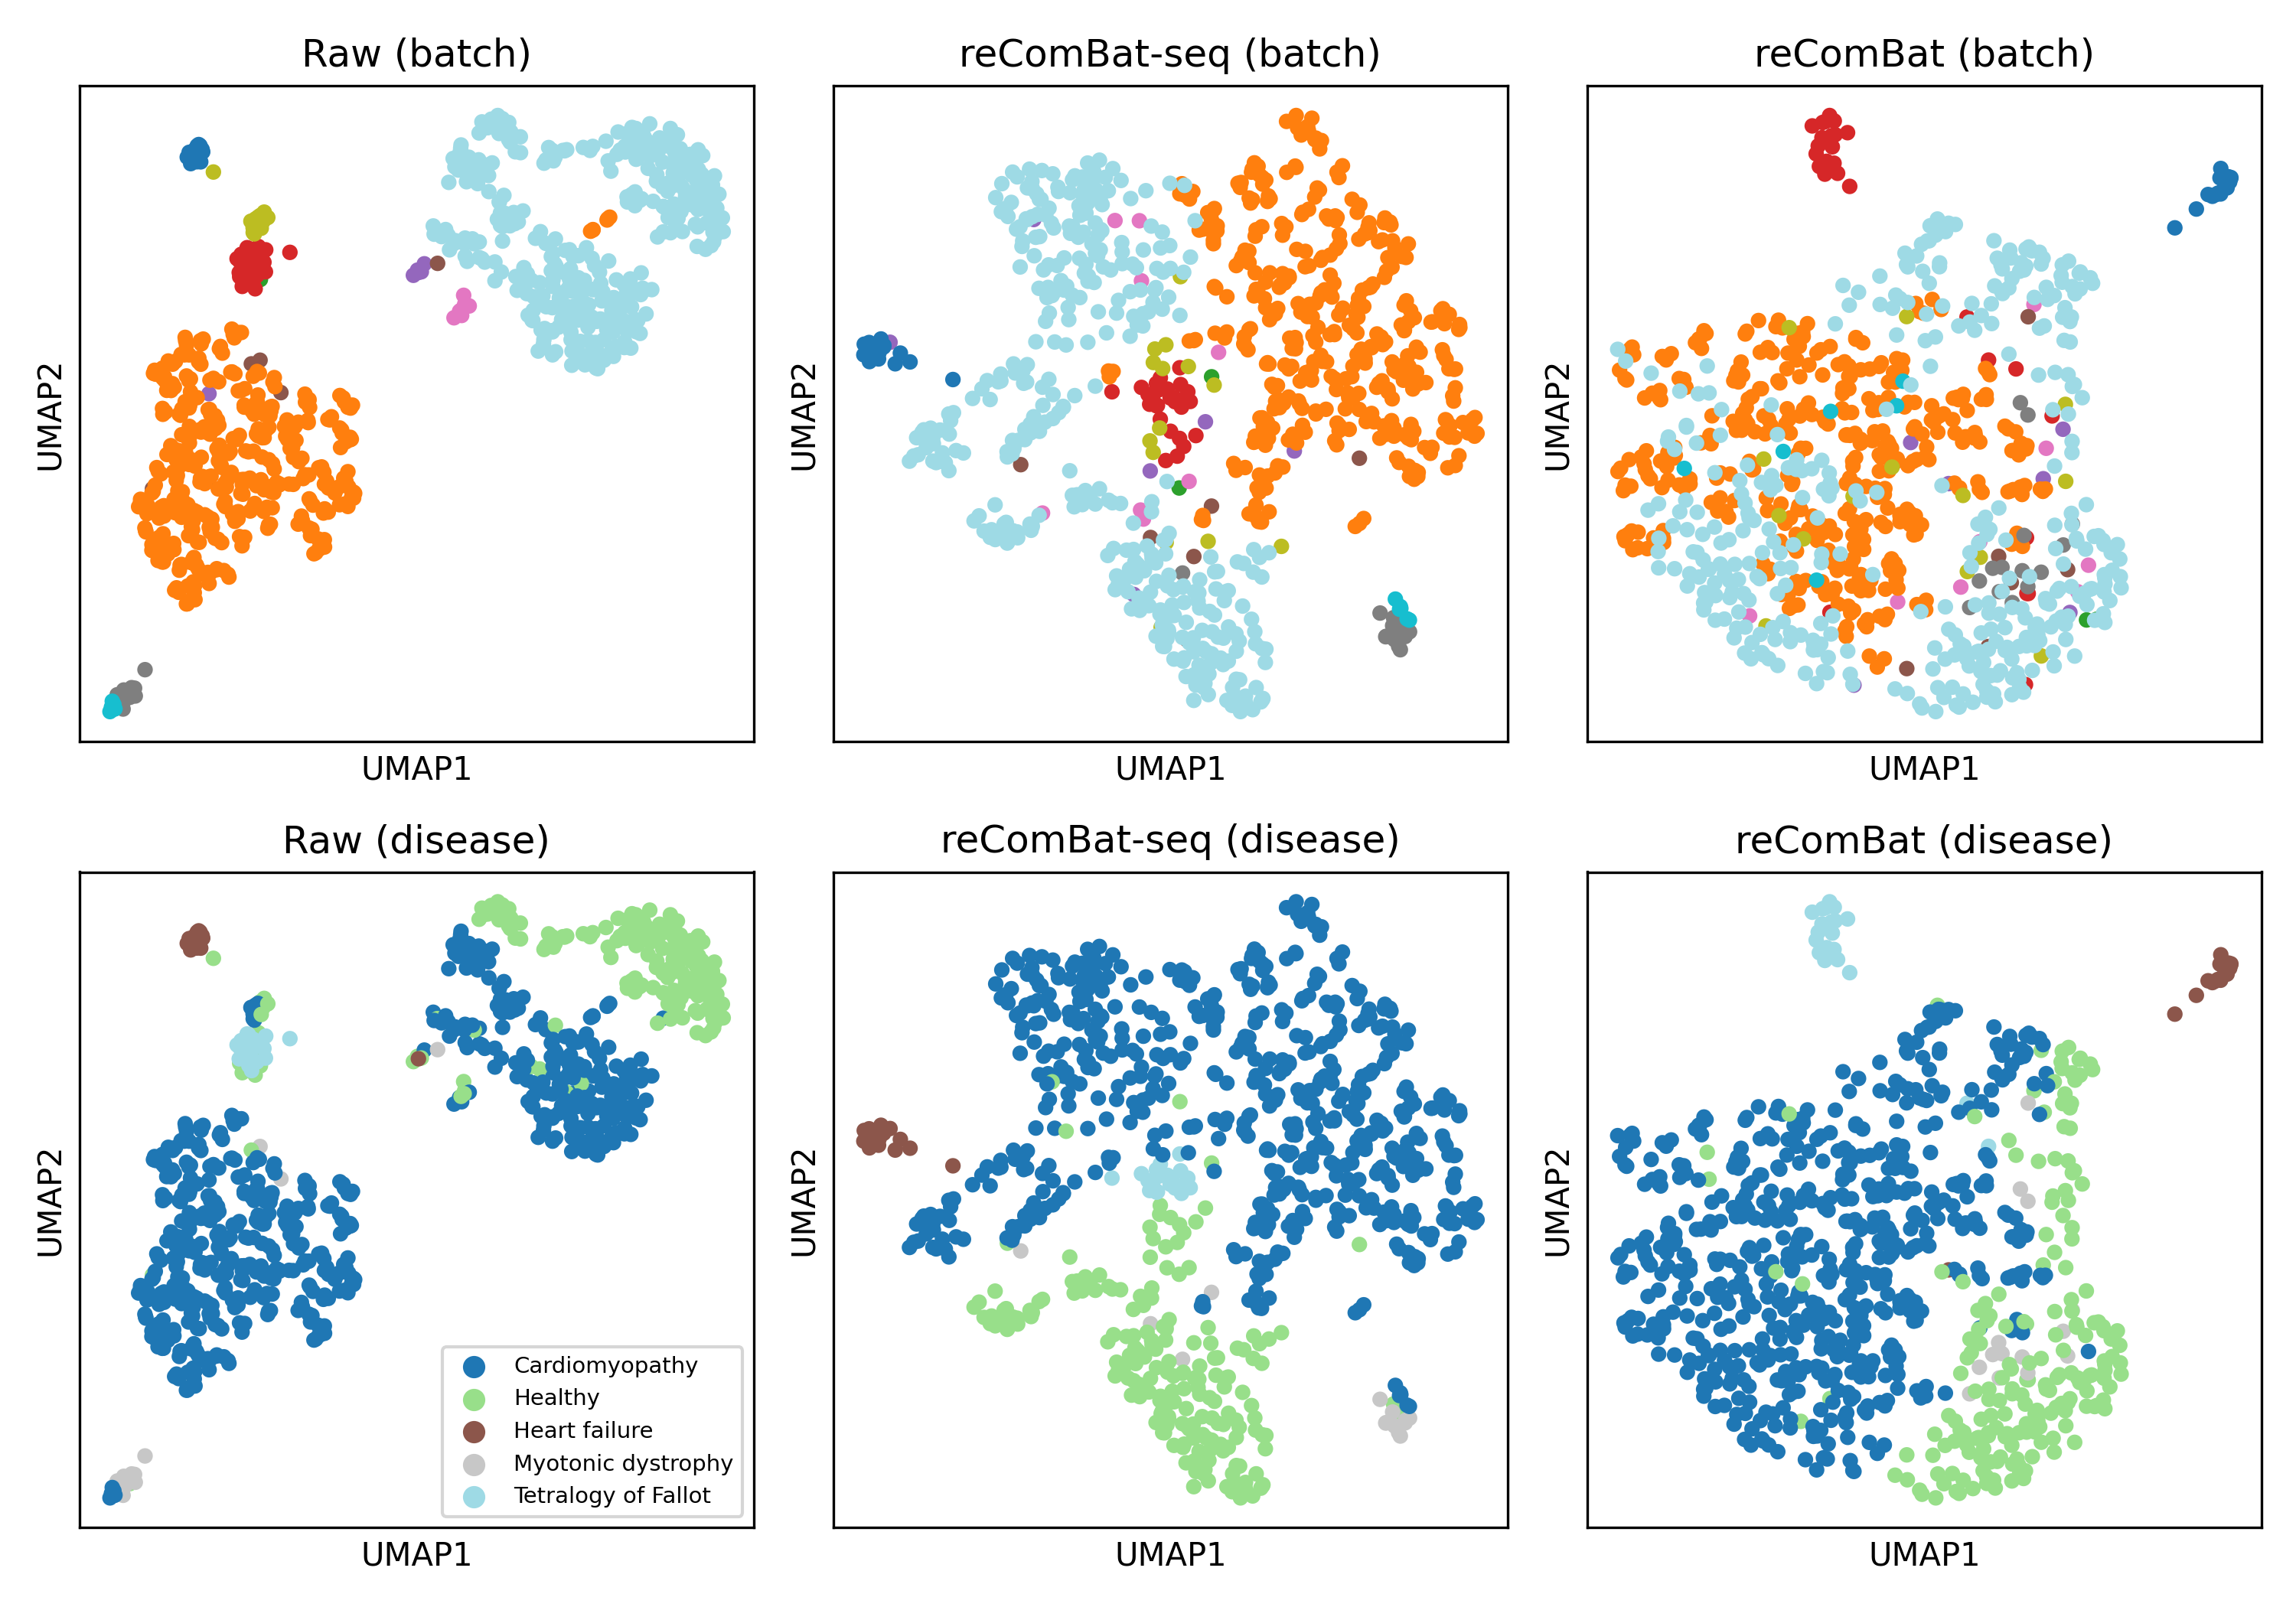 Raw (batch)
reComBat-seq (batch)
reComBat (batch)
UMAP2
UMAP2
UMAP2
UMAP1
UMAP1
UMAP1
Raw (disease)
reComBat-seq (disease)
reComBat (disease)
UMAP2
UMAP2
UMAP2
Cardiomyopathy
Healthy
Heart failure
Myotonic dystrophy
Tetralogy of Fallot
UMAP1
UMAP1
UMAP1